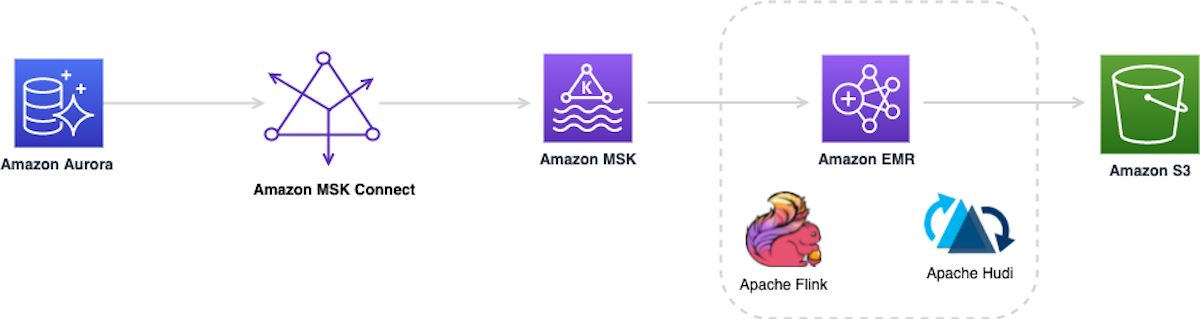 K
Amazon Aurora
Amazon MSK Connect
Amazon MSK
Amazon EMR
Amazon S3
Apache Flink
Apache Hudi